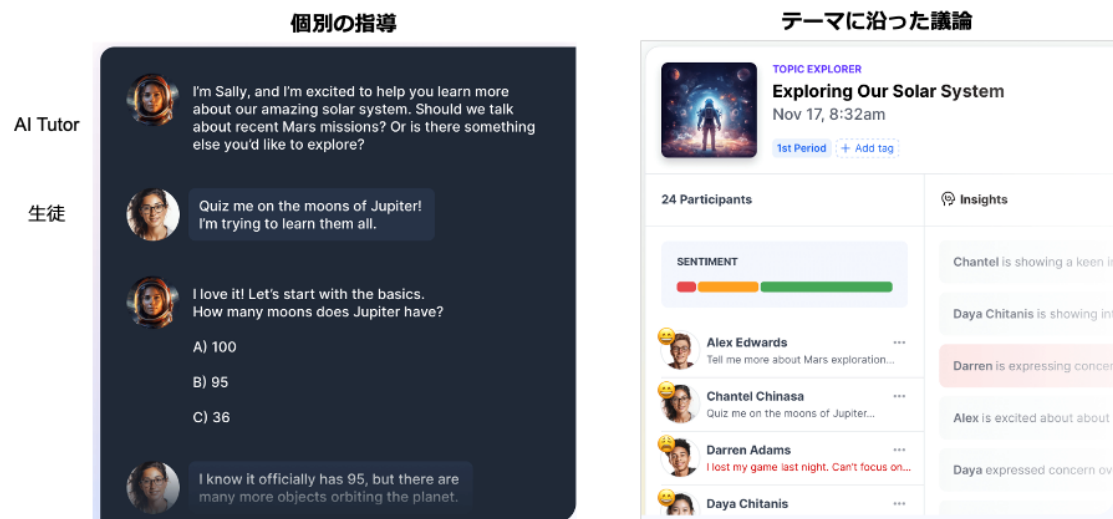 個別の指導
AI Tutor
I'm Sally, and I'm excited to help you learn more
about our amazing solar system. Should we talk
about recent Mars missions? Or is there something
else you'd like to explore?
生徒
Quiz me on the moons of Jupiter!
I'm trying to learn them all.
I love it! Let's start with the basics.
How many moons does Jupiter have?
A) 100
B) 95
C) 36
I know it officially has 95, but there are
many more objects orbiting the planet.
テーマに沿った議論
TOPIC EXPLORER
Exploring Our Solar System
Nov 17, 8:32am
1st Period
+ Add tag
24 Participants
SENTIMENT
Alex Edwards
Tell me more about Mars exploration...
Chantel Chinasa
Quiz me on the moons of Jupiter...
Darren Adams
I lost my game last night. Can't focus on...
Daya Chitanis
Insights
Chantel is showing a keen
Daya Chitanis is showing
Darren is expressing
Alex is excited about about
Daya expressed concern